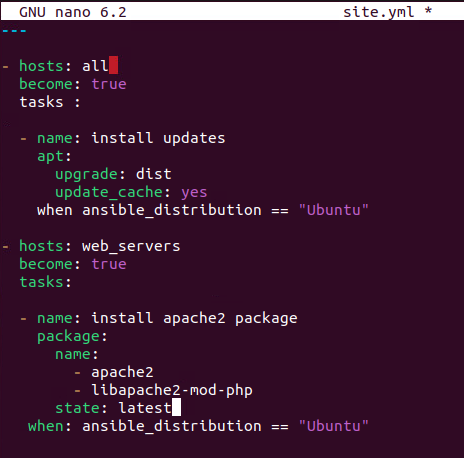 GNU nano 6.2 site.yml *
---
- hosts: all
  become: true
  tasks :
  - name: install updates
    apt:
      upgrade: dist
      update_cache: yes
    when ansible_distribution == "Ubuntu"
- hosts: web_servers
  become: true
  tasks:
  - name: install apache2 package
    package:
      name:
        - apache2
        - libapache2-mod-php
      state: latest
   when: ansible_distribution == "Ubuntu"